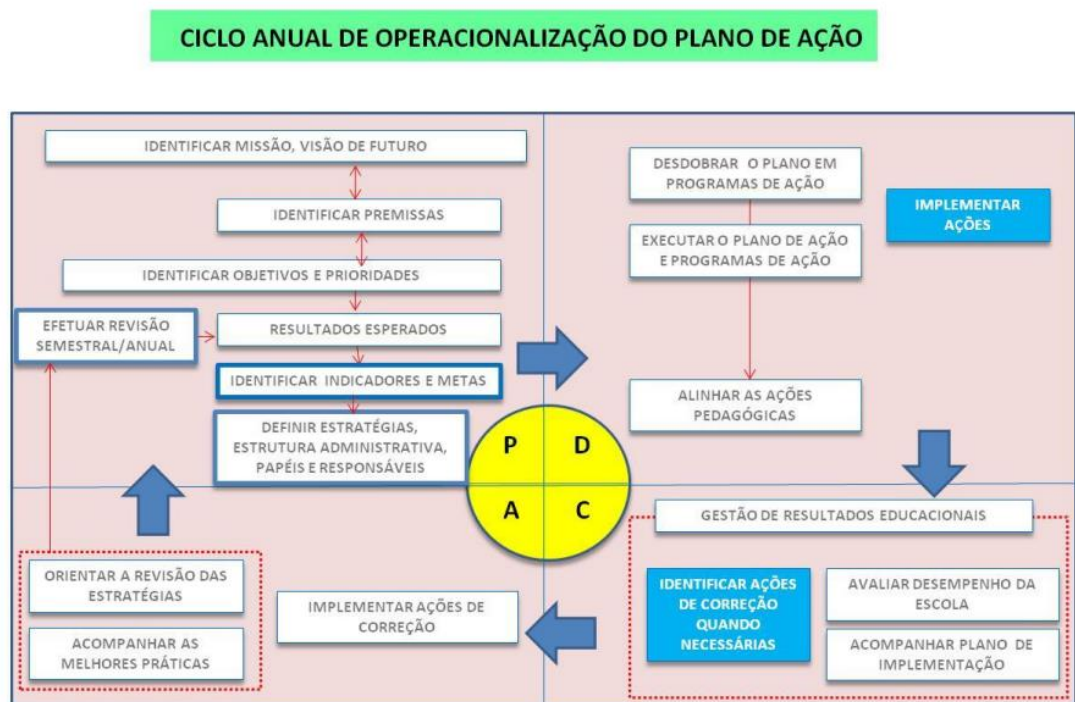 CICLO ANUAL DE OPERACIONALIZAÇÃO DO PLANO DE AÇÃO
IDENTIFICAR MISSÃO, VISÃO DE FUTURO
IDENTIFICAR PREMISSAS
IDENTIFICAR OBJETIVOS E PRIORIDADES
EFETUAR REVISÃO
SEMESTRAL/ANUAL
RESULTADOS ESPERADOS
IDENTIFICAR INDICADORES E METAS
DEFINIR ESTRATÉGIAS,
ESTRUTURA ADMINISTRATIVA,
PAPÉIS E RESPONSÁVEIS
DESDOBRAR O PLANO EM
PROGRAMAS DE AÇÃO
IMPLEMENTAR
AÇÕES
EXECUTAR O PLANO DE AÇÃO
E PROGRAMAS DE AÇÃO
ALINHAR AS AÇÕES
PEDAGÓGICAS
P D
A C
GESTÃO DE RESULTADOS EDUCACIONAIS
IDENTIFICAR AÇÕES
DE CORREÇÃO
QUANDO
NECESSÁRIAS
AVALIAR DESEMPENHO DA
ESCOLA
ACOMPANHAR PLANO DE
IMPLEMENTAÇÃO
IMPLEMENTAR AÇÕES DE
CORREÇÃO
ORIENTAR A REVISÃO DAS
ESTRATÉGIAS
ACOMPANHAR AS
MELHORES PRÁTICAS